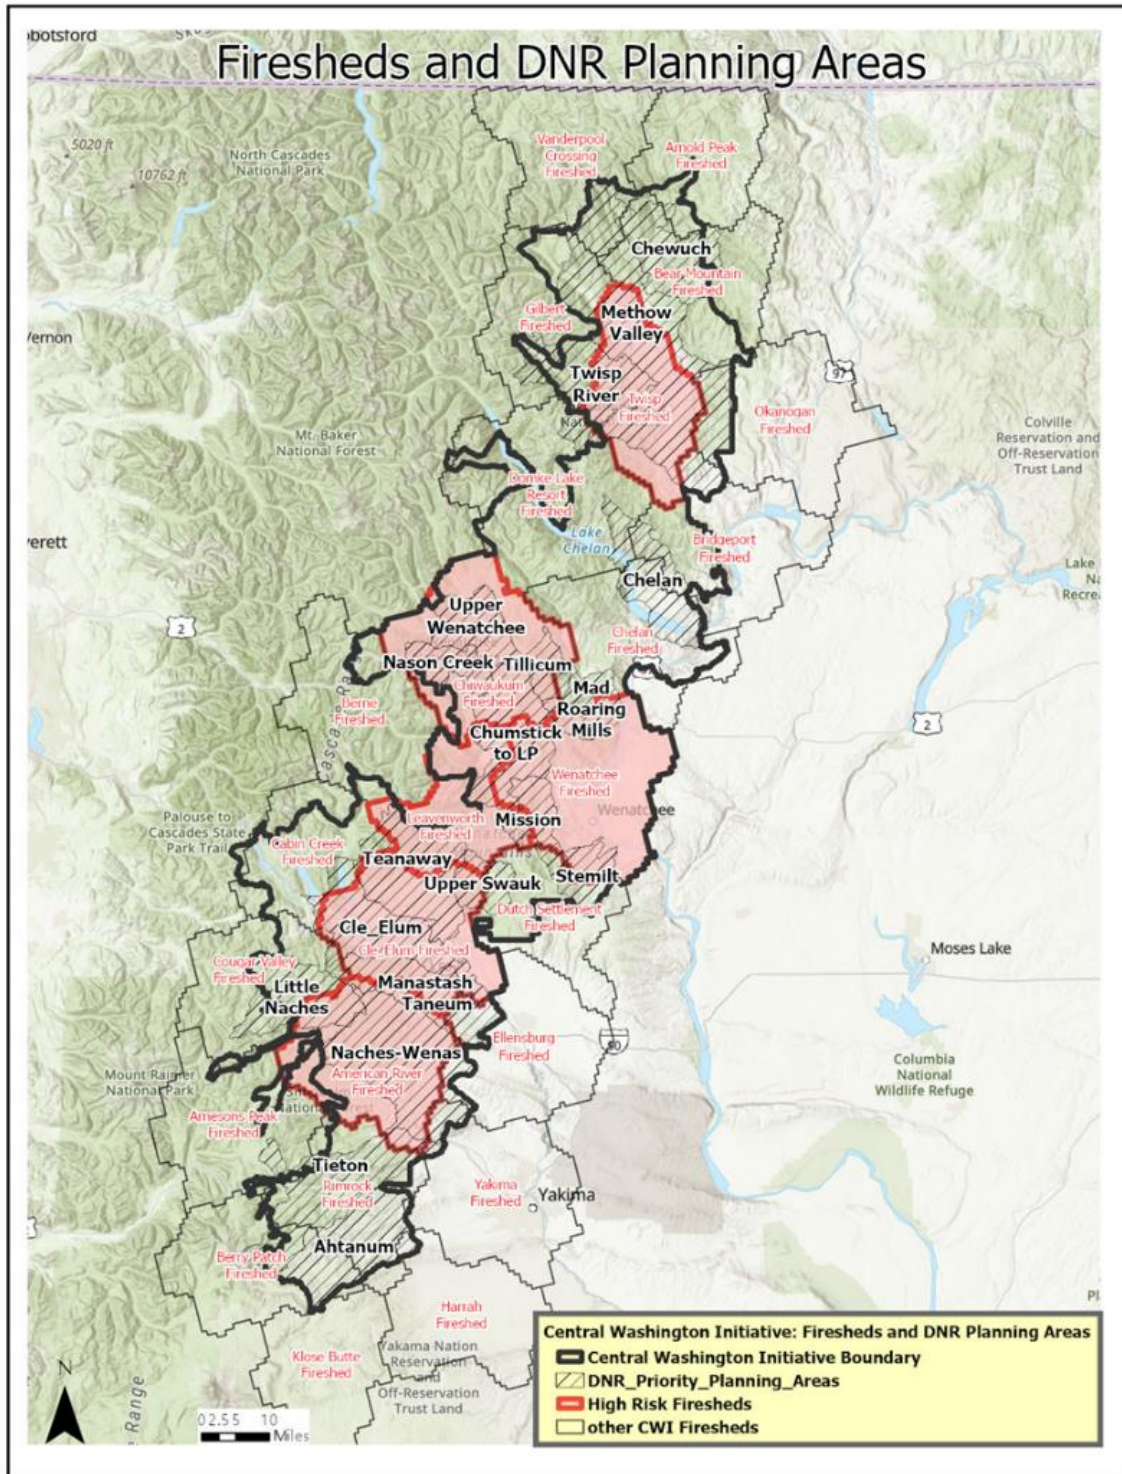 bbotsford
Firesheds and DNR Planning Areas
5020 ft
10762 ft
North Cascades
National Park
Vanderpool
Crossing
Fireshed
Arnold Peak
Fireshed
Chewuch
Bear Mountain
Fireshed
Gilbert
Fireshed
Methow
Valley
Vernon
97
Twisp
River
Twisp
Fireshed
Okanogan
Fireshed
Colville
Reservation and
Off-Reservation
Trust Land
Mt. Baker
National Forest
Domke Lake
Resort
Fireshed
Lake
Chelan
Bridgeport
Fireshed
verett
Chelan
Lake
Na
Recrea
Upper
Wenatchee
2
Chelan
Fireshed
Nason Creek
Tillicum
Chiwaukum
Fireshed
Mad
Roaring
Mills
Berne
Fireshed
Cascade Ra
2
Chumstick
to LP
Wenatchee
Fireshed
Wenatchee
Palouse to
Cascades State
Park Trail
Leavenworth
Fireshed
Mission
Cabin Creek
Fireshed
Teanaway
Upper Swauk
Stemilt
Dutch Settlement
Fireshed
Cle_Elum
Cle Elum Fireshed
Moses Lake
Cougar Valley
Fireshed
Little
Naches
Manastash
Taneum
Ellensburg
Fireshed
Naches-Wenas
American River
Fireshed
Mount Rainier
National Park
Columbia
National
Wildlife Refuge
Arnesons Peak
Fireshed
Tieton
Rimrock
Fireshed
Yakima
Fireshed
Yakima
Ahtanum
Berry Patch
Fireshed
Pl
Harrah
Fireshed
Klose Butte
Fireshed
Yakama Nation
Reservation
and
Off-Reservation
Trust Land
Central Washington Initiative: Firesheds and DNR Planning Areas
Central Washington Initiative Boundary
DNR_Priority_Planning_Areas
High Risk Firesheds
other CWI Firesheds
N
e Range
0 2.5 5 10
Miles